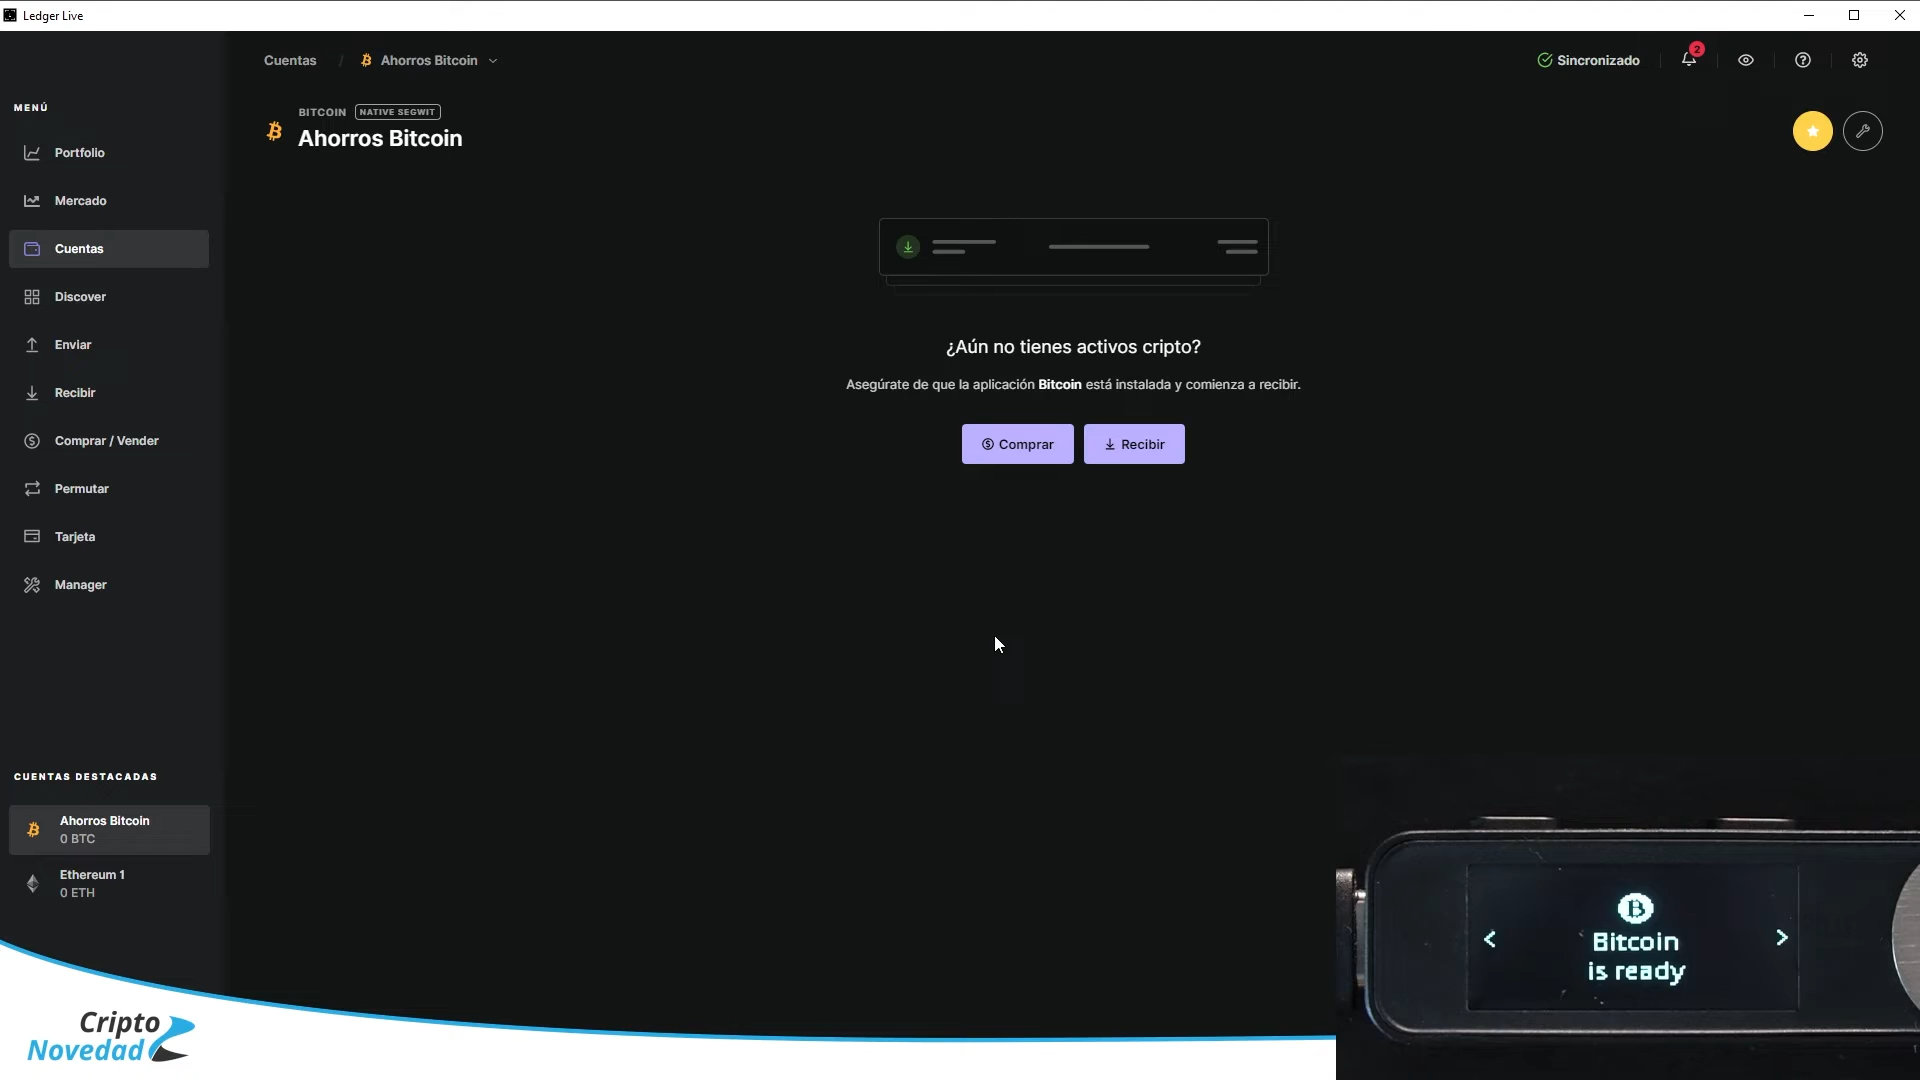 Ledger Live
Cuentas / Ahorros Bitcoin
Sincronizado
2
MENÚ
Portfolio
Mercado
Cuentas
Discover
Enviar
Recibir
Comprar / Vender
Permutar
Tarjeta
Manager
BITCOIN NATIVE SEGWIT
Ahorros Bitcoin
¿Aún no tienes activos cripto?
Asegúrate de que la aplicación Bitcoin está instalada y comienza a recibir.
Comprar
Recibir
CUENTAS DESTACADAS
Ahorros Bitcoin
0 BTC
Ethereum 1
0 ETH
Cripto
Novedad
Bitcoin
is ready